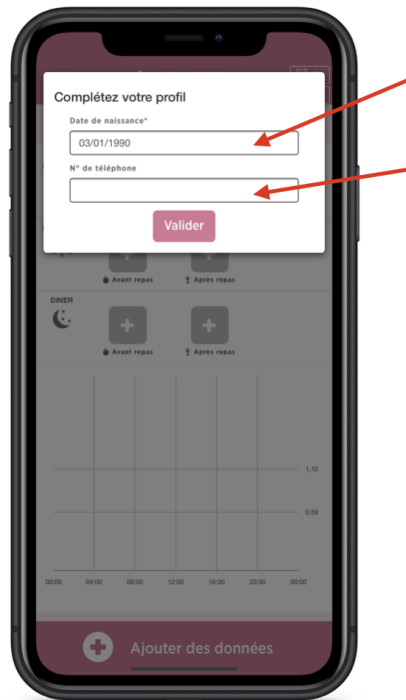 Complétez votre profil
Date de naissance*
03/01/1990
N° de téléphone
Valider
Avant repas
Après repas
DINER
Avant repas
Après repas
1,10
0,59
00:00 04:00 08:00 12:00 16:00 20:00 00:00
Ajouter des données